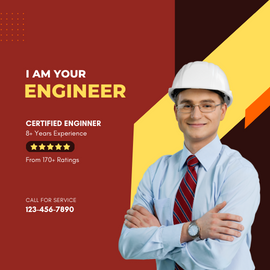 I AM YOUR
ENGINEER
CERTIFIED ENGINNER
8+ Years Experience
From 170+ Ratings
CALL FOR SERVICE
123-456-7890